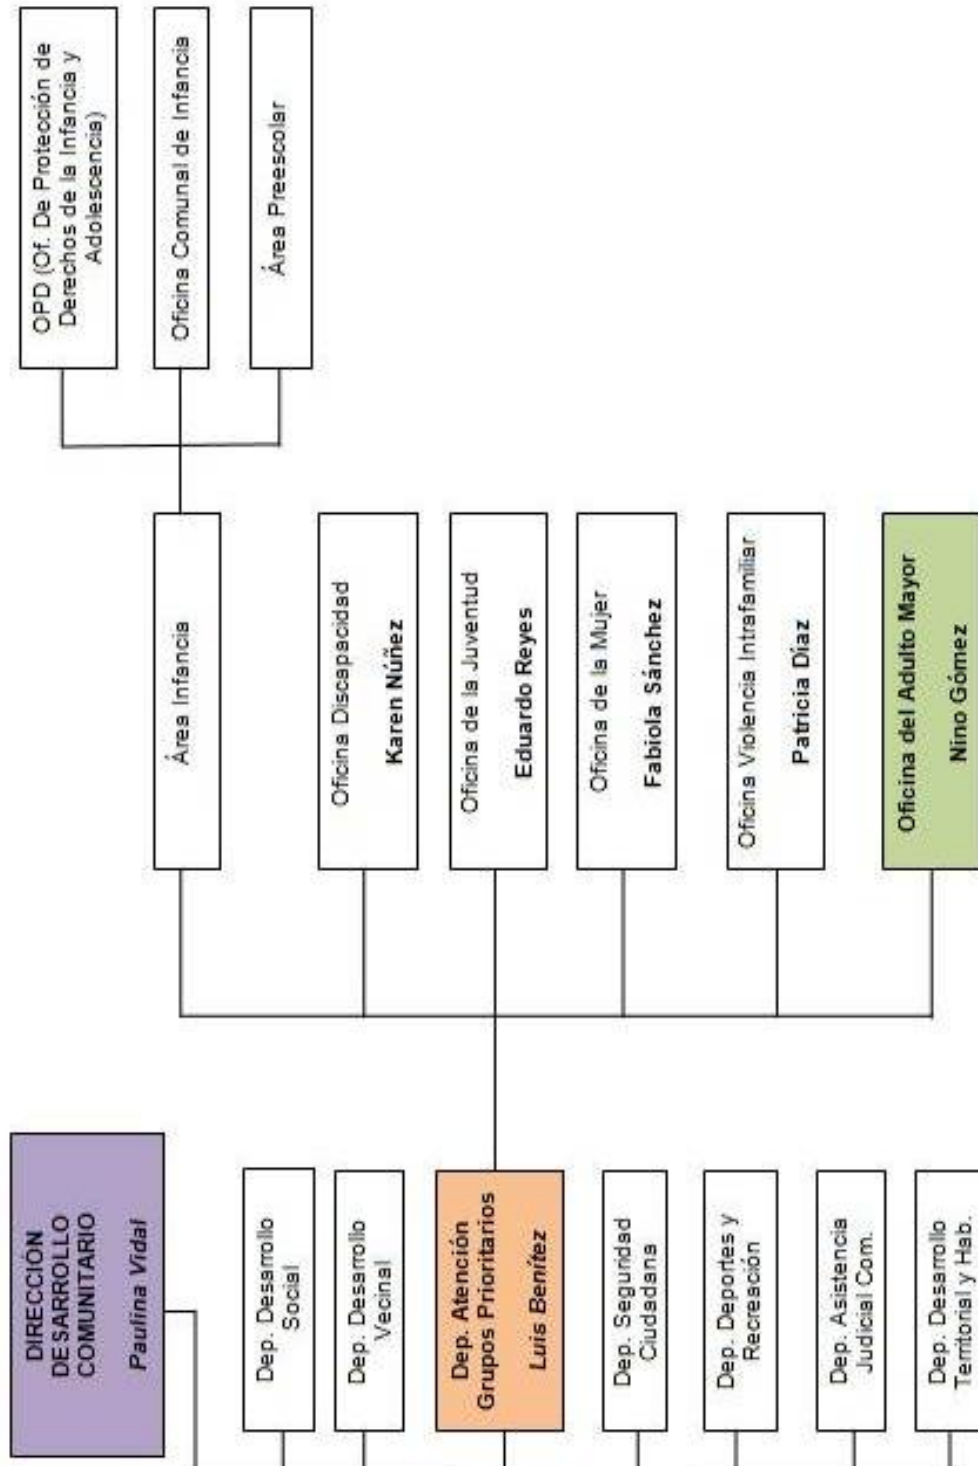 DIRECCIÓN
DESARROLLO
COMUNITARIO
Paulina Vidal
Dep. Desarrollo
Social
Dep. Desarrollo
Vecinal
Dep. Atención
Grupos Prioritarios
Luis Benítez
Dep. Seguridad
Ciudadana
Dep. Deportes y
Recreación
Dep. Asistencia
Judicial Com.
Dep. Desarrollo
Territorial y Hab.
Área Infancia
Oficina Discapacidad
Karen Núñez
Oficina de la Juventud
Eduardo Reyes
Oficina de la Mujer
Fabiola Sánchez
Oficina Violencia Intrafamiliar
Patricia Díaz
Oficina del Adulto Mayor
Nino Gómez
OPD (Of. De Protección de
Derechos de la Infancia y
Adolescencia)
Oficina Comunal de Infancia
Área Preescolar